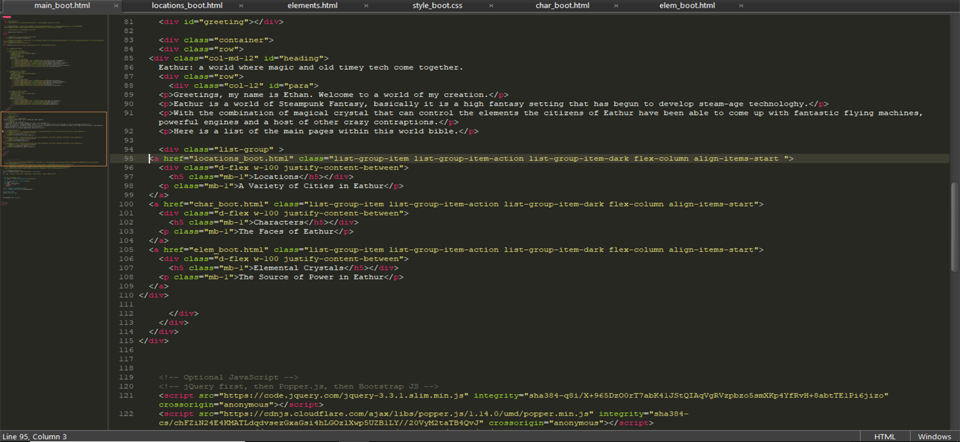 main_boot.html × locations_boot.html × elements.html × style_boot.css × char_boot.html × elem_boot.html ×
81 <div id="greeting"></div>
82
83 <div class="container">
84 <div class="row">
85 <div class="col-md-12" id="heading">
86 Eathur: a world where magic and old timey tech come together.
87 <div class="row">
88 <div class="col-12" id="para">
89 <p>Greetings, my name is Ethan. Welcome to a world of my creation.</p>
90 <p>Eathur is a world of Steampunk Fantasy, basically it is a high fantasy setting that has begun to develop steam-age technologhy.</p>
91 <p>With the combination of magical crystal that can control the elements the citizens of Eathur have been able to come up with fantastic flying machines,
powerful engines and a host of other crazy contraptions.</p>
92 <p>Here is a list of the main pages within this world bible.</p>
93
94 <div class="list-group" >
95 <a href="locations_boot.html" class="list-group-item list-group-item-action list-group-item-dark flex-column align-items-start ">
96 <div class="d-flex w-100 justify-content-between">
97 <h5 class="mb-1">Locations</h5></div>
98 <p class="mb-1">A Variety of Cities in Eathur</p>
99 </a>
100 <a href="char_boot.html" class="list-group-item list-group-item-action list-group-item-dark flex-column align-items-start">
101 <div class="d-flex w-100 justify-content-between">
102 <h5 class="mb-1">Characters</h5></div>
103 <p class="mb-1">The Faces of Eathur</p>
104 </a>
105 <a href="elem_boot.html" class="list-group-item list-group-item-action list-group-item-dark flex-column align-items-start">
106 <div class="d-flex w-100 justify-content-between">
107 <h5 class="mb-1">Elemental Crystals</h5></div>
108 <p class="mb-1">The Source of Power in Eathur</p>
109 </a>
110 </div>
111
112 </div>
113 </div>
114 </div>
115 </div>
116
117
118
119 <!-- Optional JavaScript -->
120 <!-- jQuery first, then Popper.js, then Bootstrap JS -->
121 <script src="https://code.jquery.com/jquery-3.3.1.slim.min.js" integrity="sha384-q8i/X+965DzO0rT7abK41JStQIAqVgRVzpbzo5smXKp4YfRvH+8abtTE1Pi6jizo"
crossorigin="anonymous"></script>
122 <script src="https://cdnjs.cloudflare.com/ajax/libs/popper.js/1.14.0/umd/popper.min.js" integrity="sha384-
crossorigin="anonymous"></script>
Line 95, Column 3 HTML Windows